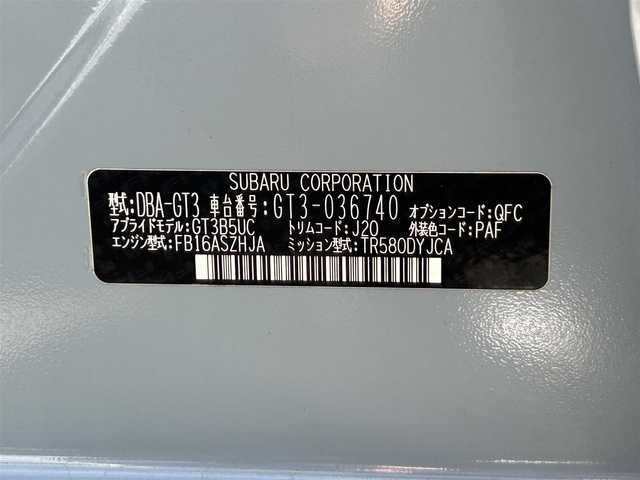 SUBARU CORPORATION
型式:DBA-GT3 車台番号:GT3-036740 オプションコード:QFC
アプライドモデル:GT3B5UC トリムコード:J20 外装色コード:PAF
エンジン型式:FB16ASZHJA ミッション型式:TR580DYJCA